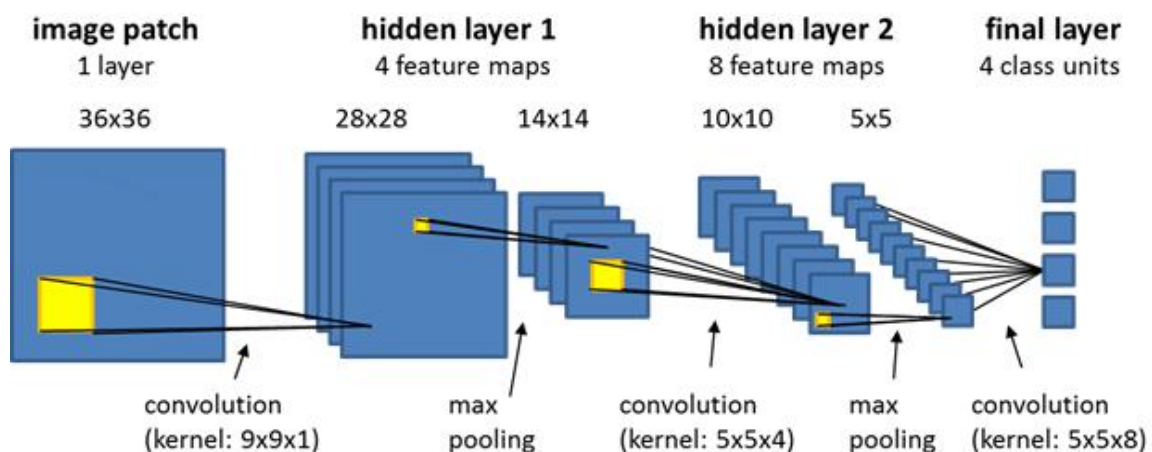 image patch
1 layer
hidden layer 1
4 feature maps
hidden layer 2
8 feature maps
final layer
4 class units
36x36
28x28
14x14
10x10
5x5
convolution
(kernel: 9x9x1)
max
pooling
convolution
(kernel: 5x5x4)
max
pooling
convolution
(kernel: 5x5x8)